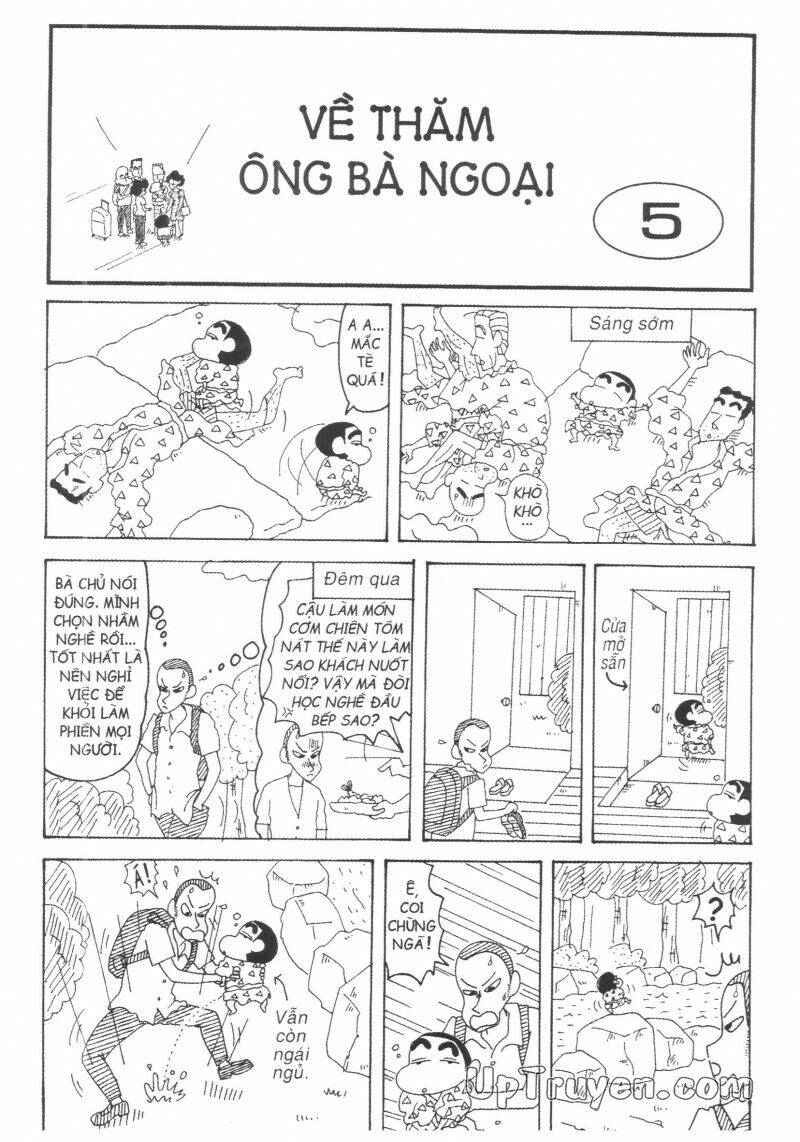 VỀ THĂM
ÔNG BÀ NGOẠI
5
Sáng sớm
KHÒ
KHÒ
...
A A...
MẮC
TÈ
QUÁ!
Cửa
mở
sẵn
Đêm qua
CẬU LÀM MÓN
CƠM CHIÊN TÔM
NÁT THẾ NÀY LÀM
SAO KHÁCH NUỐT
NỔI? VẬY MÀ ĐÒI
HỌC NGHỀ ĐẦU
BẾP SAO?
BÀ CHỦ NÓI
ĐÚNG. MÌNH
CHỌN NHẦM
NGHỀ RỒI...
TỐT NHẤT LÀ
NÊN NGHỈ
VIỆC ĐỂ
KHỎI LÀM
PHIỀN MỌI
NGƯỜI.
?
Ê,
COI
CHỪNG
NGÃ!
Á!
Vẫn
còn
ngái
ngủ.
UpTruyen.com